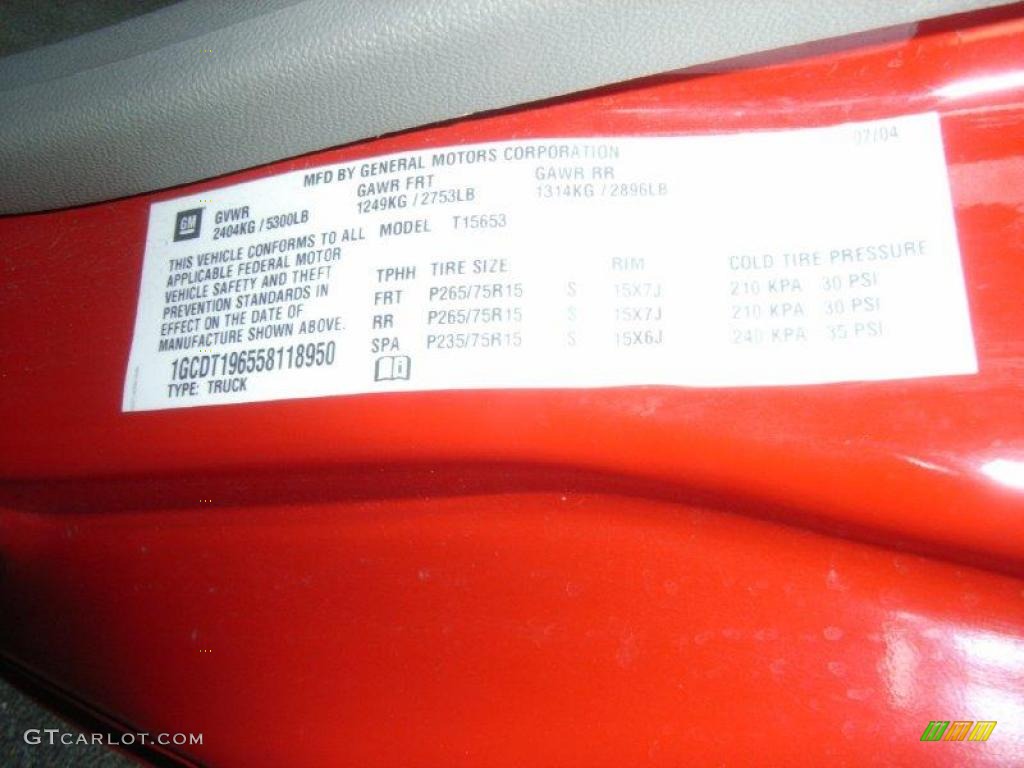 07/04
MFD BY GENERAL MOTORS CORPORATION
GM
GVWR GAWR FRT GAWR RR
2404KG / 5300LB 1249KG / 2753LB 1314KG / 2896LB
THIS VEHICLE CONFORMS TO ALL
APPLICABLE FEDERAL MOTOR
VEHICLE SAFETY AND THEFT
PREVENTION STANDARDS IN
EFFECT ON THE DATE OF
MANUFACTURE SHOWN ABOVE.
1GCDT196558118950
TYPE: TRUCK
MODEL T15653
TPHH TIRE SIZE RIM COLD TIRE PRESSURE
FRT P265/75R15 S 15X7J 210 KPA 30 PSI
RR P265/75R15 S 15X7J 210 KPA 30 PSI
SPA P235/75R15 S 15X6J 240 KPA 35 PSI
GTCARLOT.COM